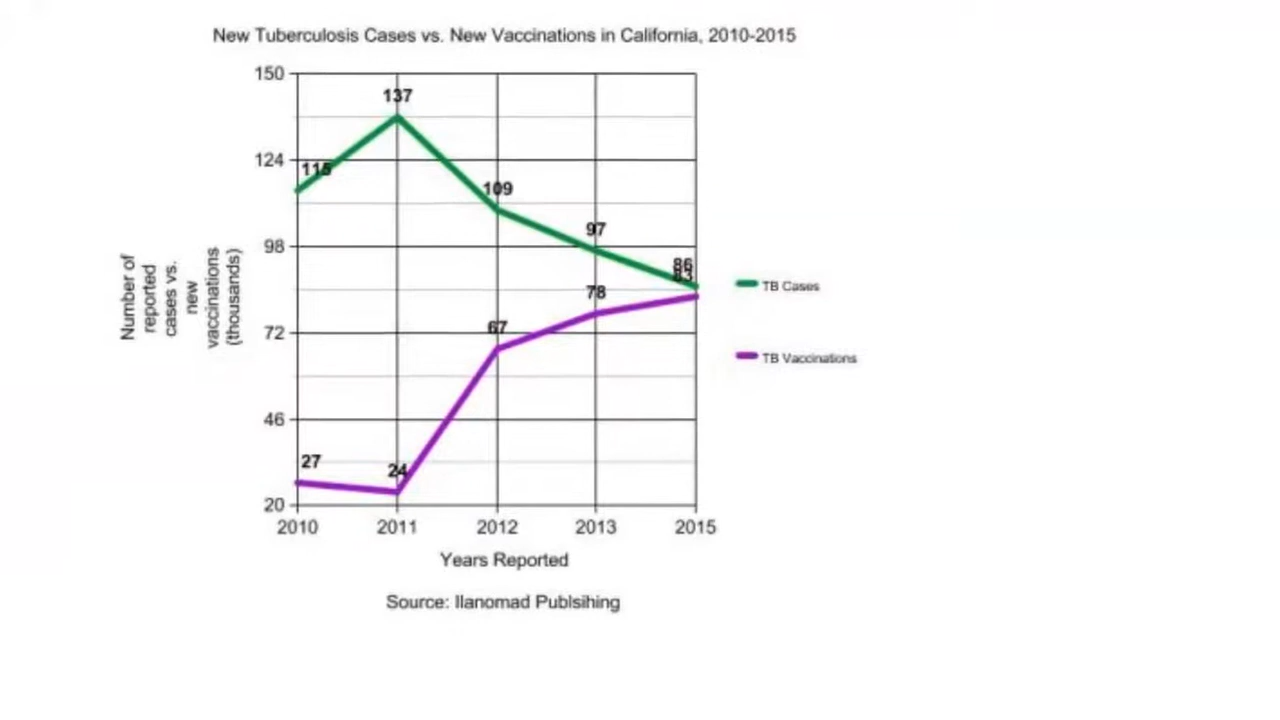 New Tuberculosis Cases vs. New Vaccinations in California, 2010-2015
150
137
124
115
109
98
97
86
83
78
72
67
46
27
24
20
Number of
reported
cases vs.
new
vaccinations
(thousands)
TB Cases
TB Vaccinations
2010 2011 2012 2013 2015
Years Reported
Source: Ilanomad Publsihing